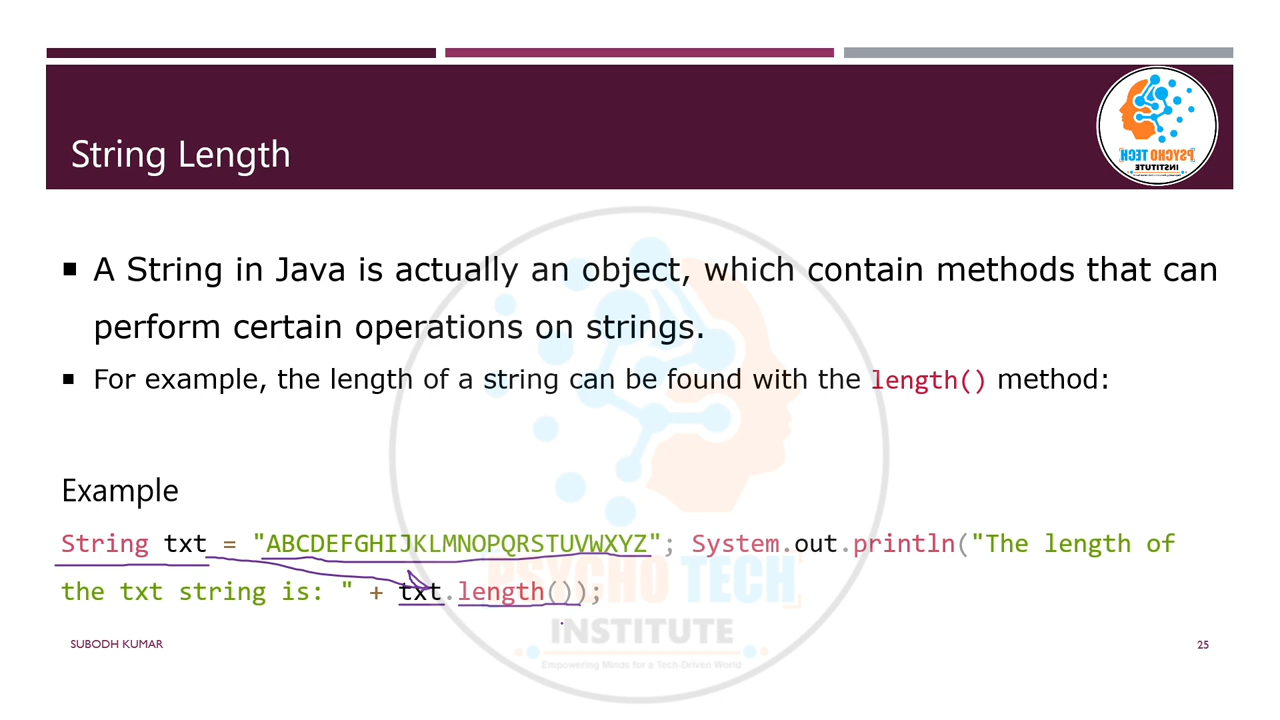 String Length
PSYCHO TECH
INSTITUTE
A String in Java is actually an object, which contain methods that can
perform certain operations on strings.
For example, the length of a string can be found with the length() method:
Example
String txt = "ABCDEFGHIJKLMNOPQRSTUVWXYZ"; System.out.println("The length of
the txt string is: " + txt.length());
PSYCHO TECH
INSTITUTE
Empowering Minds for a Tech-Driven World
SUBODH KUMAR
25